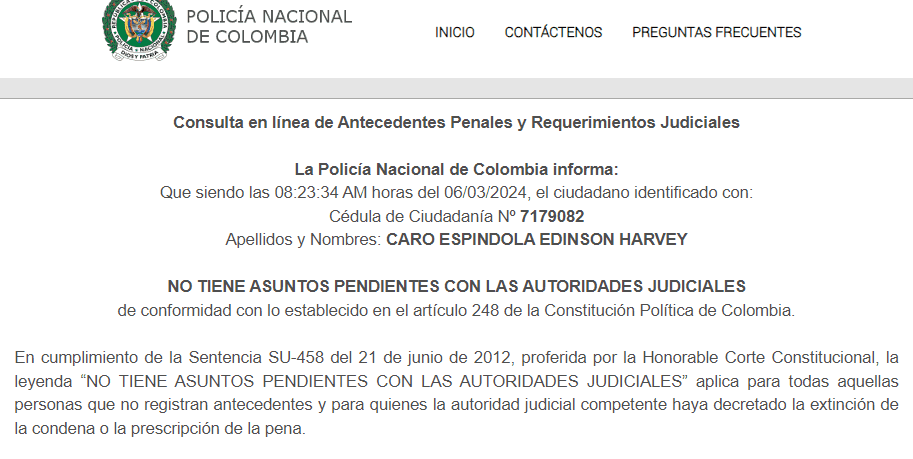 POLICÍA NACIONAL
DE COLOMBIA
INICIO CONTÁCTENOS PREGUNTAS FRECUENTES
Consulta en línea de Antecedentes Penales y Requerimientos Judiciales
La Policía Nacional de Colombia informa:
Que siendo las 08:23:34 AM horas del 06/03/2024, el ciudadano identificado con:
Cédula de Ciudadanía Nº 7179082
Apellidos y Nombres: CARO ESPINDOLA EDINSON HARVEY
NO TIENE ASUNTOS PENDIENTES CON LAS AUTORIDADES JUDICIALES
de conformidad con lo establecido en el artículo 248 de la Constitución Política de Colombia.
En cumplimiento de la Sentencia SU-458 del 21 de junio de 2012, proferida por la Honorable Corte Constitucional, la
leyenda “NO TIENE ASUNTOS PENDIENTES CON LAS AUTORIDADES JUDICIALES” aplica para todas aquellas
personas que no registran antecedentes y para quienes la autoridad judicial competente haya decretado la extinción de
la condena o la prescripción de la pena.